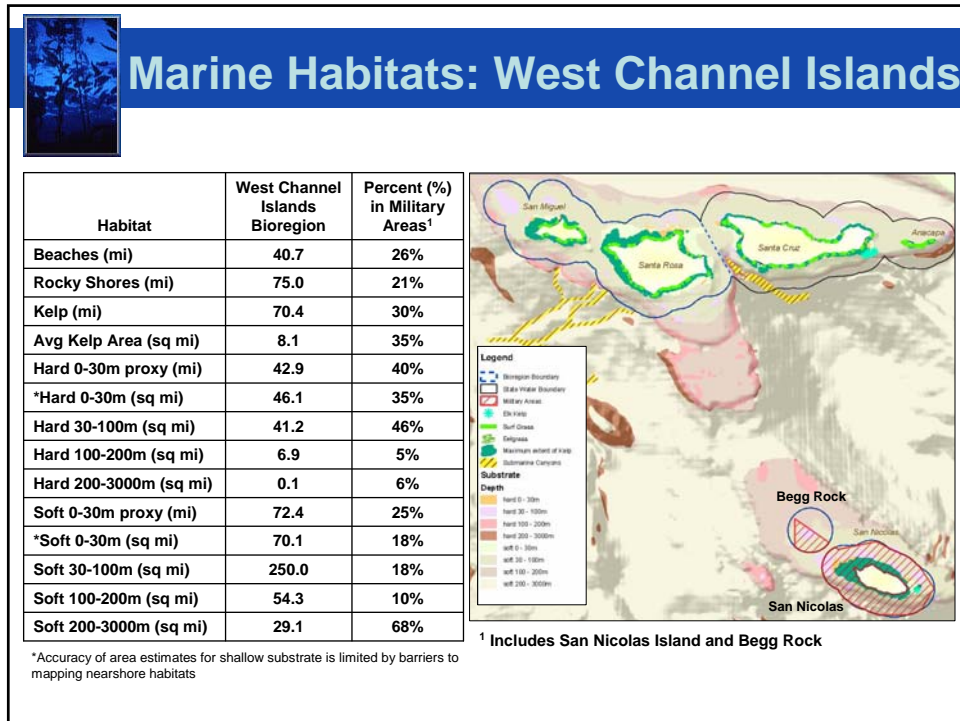 Marine Habitats: West Channel Islands
Habitat
West Channel
Islands
Bioregion
Percent (%)
in Military
Areas¹
Beaches (mi) 40.7 26%
Rocky Shores (mi) 75.0 21%
Kelp (mi) 70.4 30%
Avg Kelp Area (sq mi) 8.1 35%
Hard 0-30m proxy (mi) 42.9 40%
*Hard 0-30m (sq mi) 46.1 35%
Hard 30-100m (sq mi) 41.2 46%
Hard 100-200m (sq mi) 6.9 5%
Hard 200-3000m (sq mi) 0.1 6%
Soft 0-30m proxy (mi) 72.4 25%
*Soft 0-30m (sq mi) 70.1 18%
Soft 30-100m (sq mi) 250.0 18%
Soft 100-200m (sq mi) 54.3 10%
Soft 200-3000m (sq mi) 29.1 68%
*Accuracy of area estimates for shallow substrate is limited by barriers to
mapping nearshore habitats
San Miguel
Santa Rosa
Santa Cruz
Anacapa
Legend
Bioregion Boundary
State Water Boundary
Military Areas
Elk Kelp
Surf Grass
Eelgrass
Maximum extent of Kelp
Submarine Canyons
Substrate
Depth
hard 0 - 30m
hard 30 - 100m
hard 100 - 200m
hard 200 - 3000m
soft 0 - 30m
soft 30 - 100m
soft 100 - 200m
soft 200 - 3000m
Begg Rock
San Nicolas
San Nicolas
¹ Includes San Nicolas Island and Begg Rock